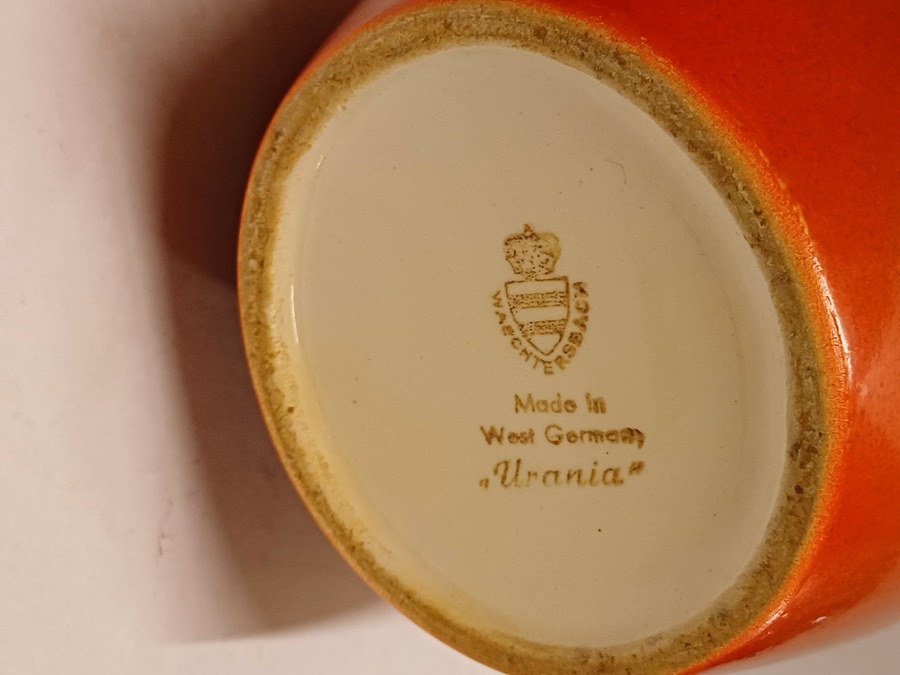 WAECHTERSBACH
Made in
West Germany
„Urania"